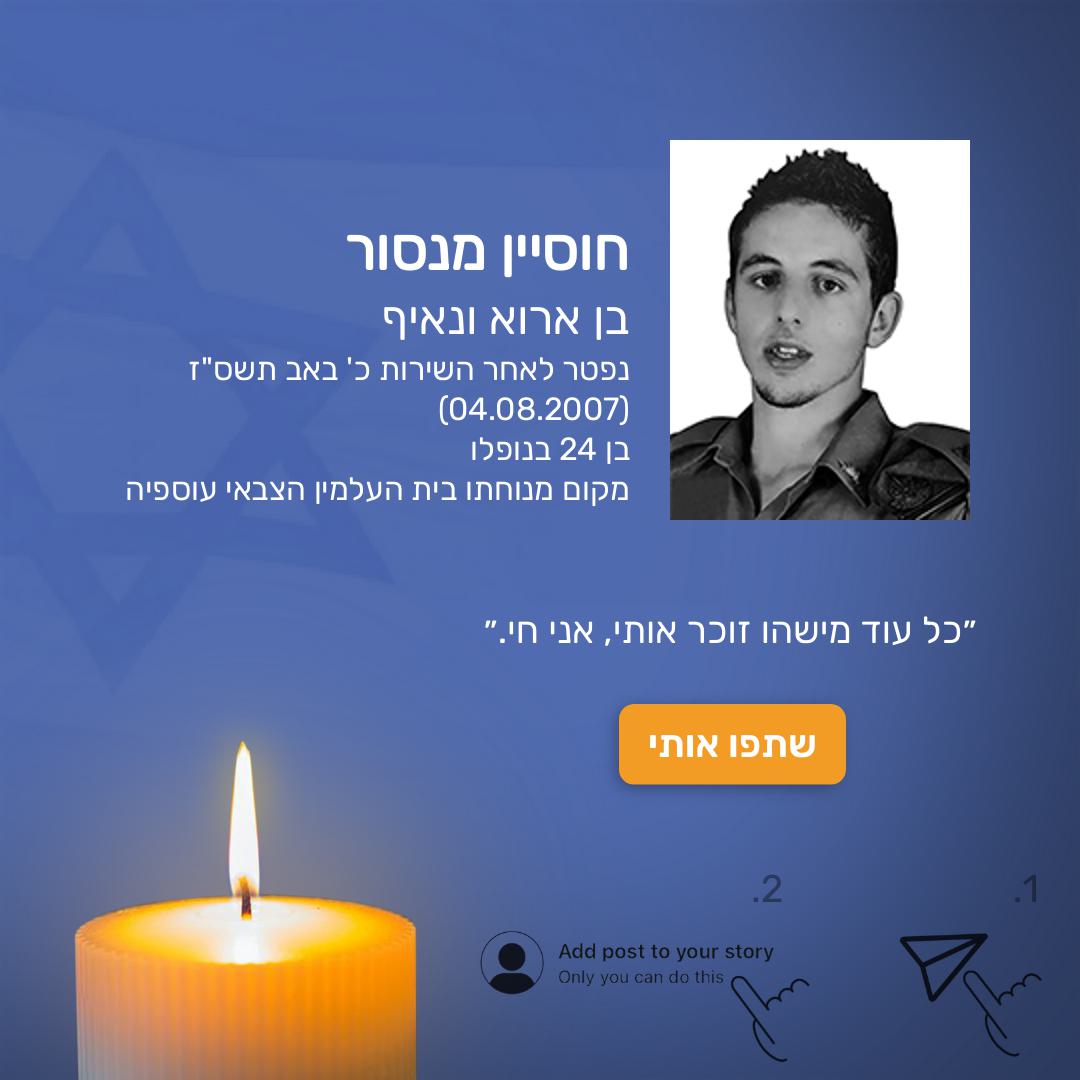 חוסיין מנסור
בן ארוא ונאיף
נפטר לאחר השירות כ' באב תשס"ז
(04.08.2007)
בן 24 בנופלו
מקום מנוחתו בית העלמין הצבאי עוספיה
״כל עוד מישהו זוכר אותי, אני חי.״
שתפו אותי
1.
2.
Add post to your story
Only you can do this